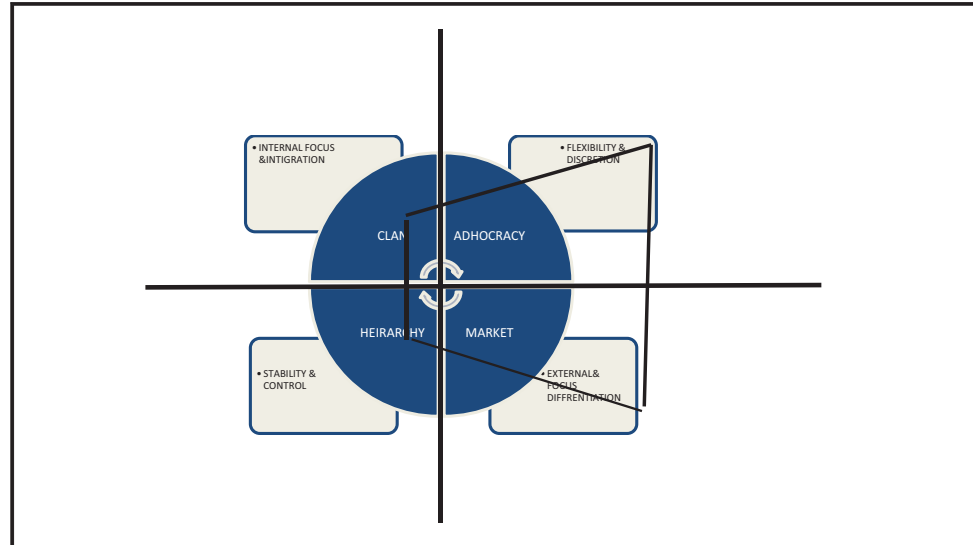 • INTERNAL FOCUS
&INTIGRATION
• FLEXIBILITY &
DISCRETION
CLAN
ADHOCRACY
HEIRARCHY
MARKET
• STABILITY &
CONTROL
• EXTERNAL&
FOCUS
DIFFRENTIATION